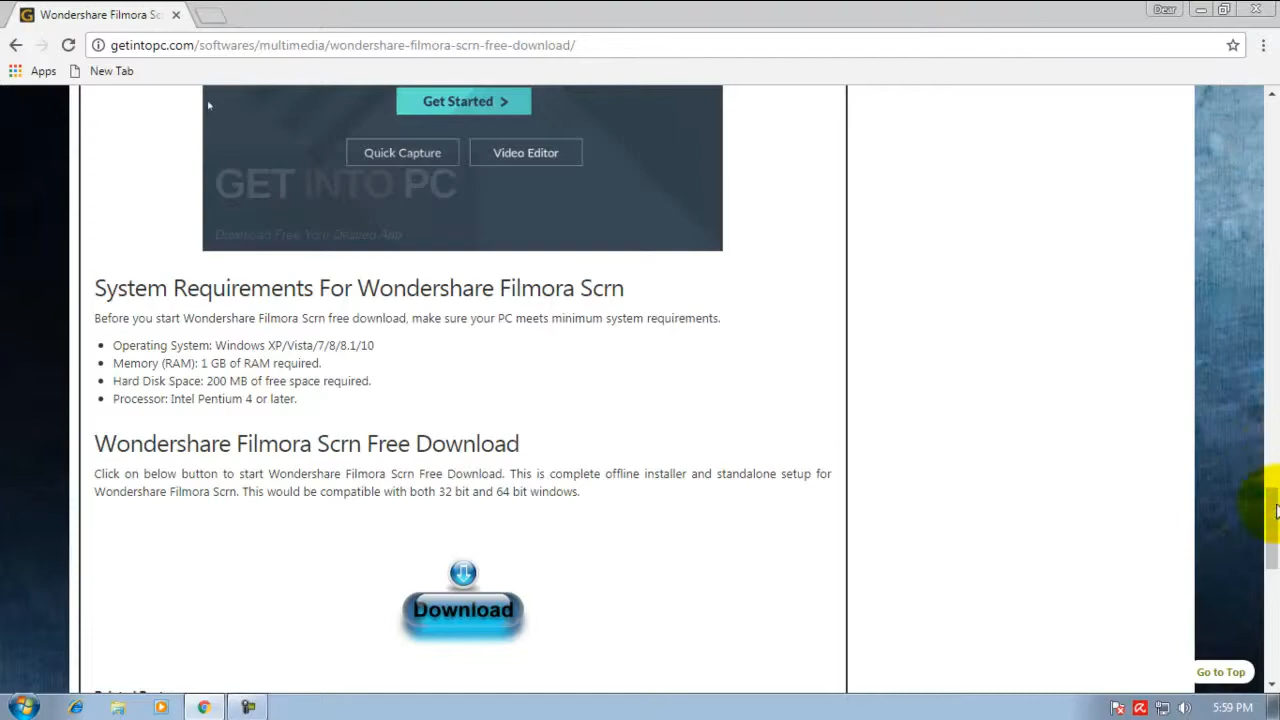 Wondershare Filmora Sc
Dear
getintopc.com/softwares/multimedia/wondershare-filmora-scrn-free-download/
Apps
New Tab
Get Started >
Quick Capture
Video Editor
GET INTO PC
Download Free Your Desired App
System Requirements For Wondershare Filmora Scrn
Before you start Wondershare Filmora Scrn free download, make sure your PC meets minimum system requirements.
• Operating System: Windows XP/Vista/7/8/8.1/10
• Memory (RAM): 1 GB of RAM required.
• Hard Disk Space: 200 MB of free space required.
• Processor: Intel Pentium 4 or later.
Wondershare Filmora Scrn Free Download
Click on below button to start Wondershare Filmora Scrn Free Download. This is complete offline installer and standalone setup for
Wondershare Filmora Scrn. This would be compatible with both 32 bit and 64 bit windows.
Download
Go to Top
5:59 PM